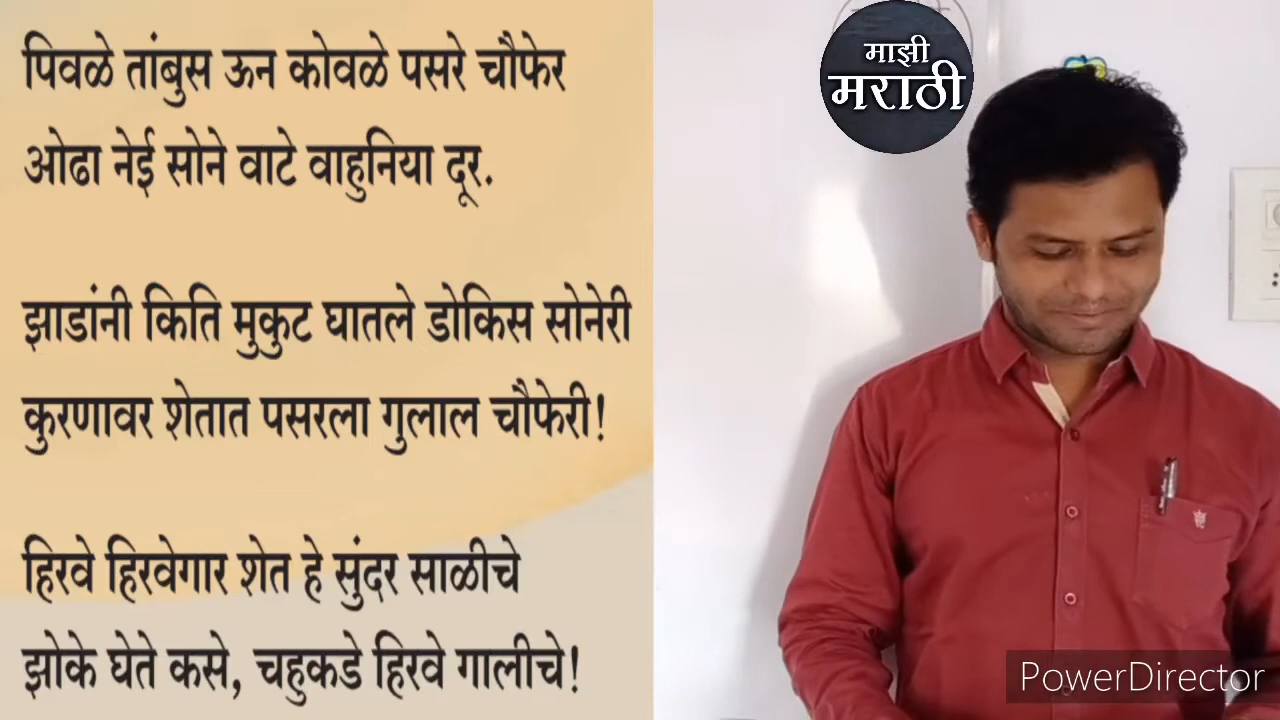 पिवळे तांबुस ऊन कोवळे पसरे चौफेर
ओढा नेई सोने वाटे वाहुनिया दूर.
झाडांनी किति मुकुट घातले डोकिस सोनेरी
कुरणावर शेतात पसरला गुलाल चौफेरी!
हिरवे हिरवेगार शेत हे सुंदर साळीचे
झोके घेते कसे, चहुकडे हिरवे गालीचे!
माझी
मराठी
PowerDirector